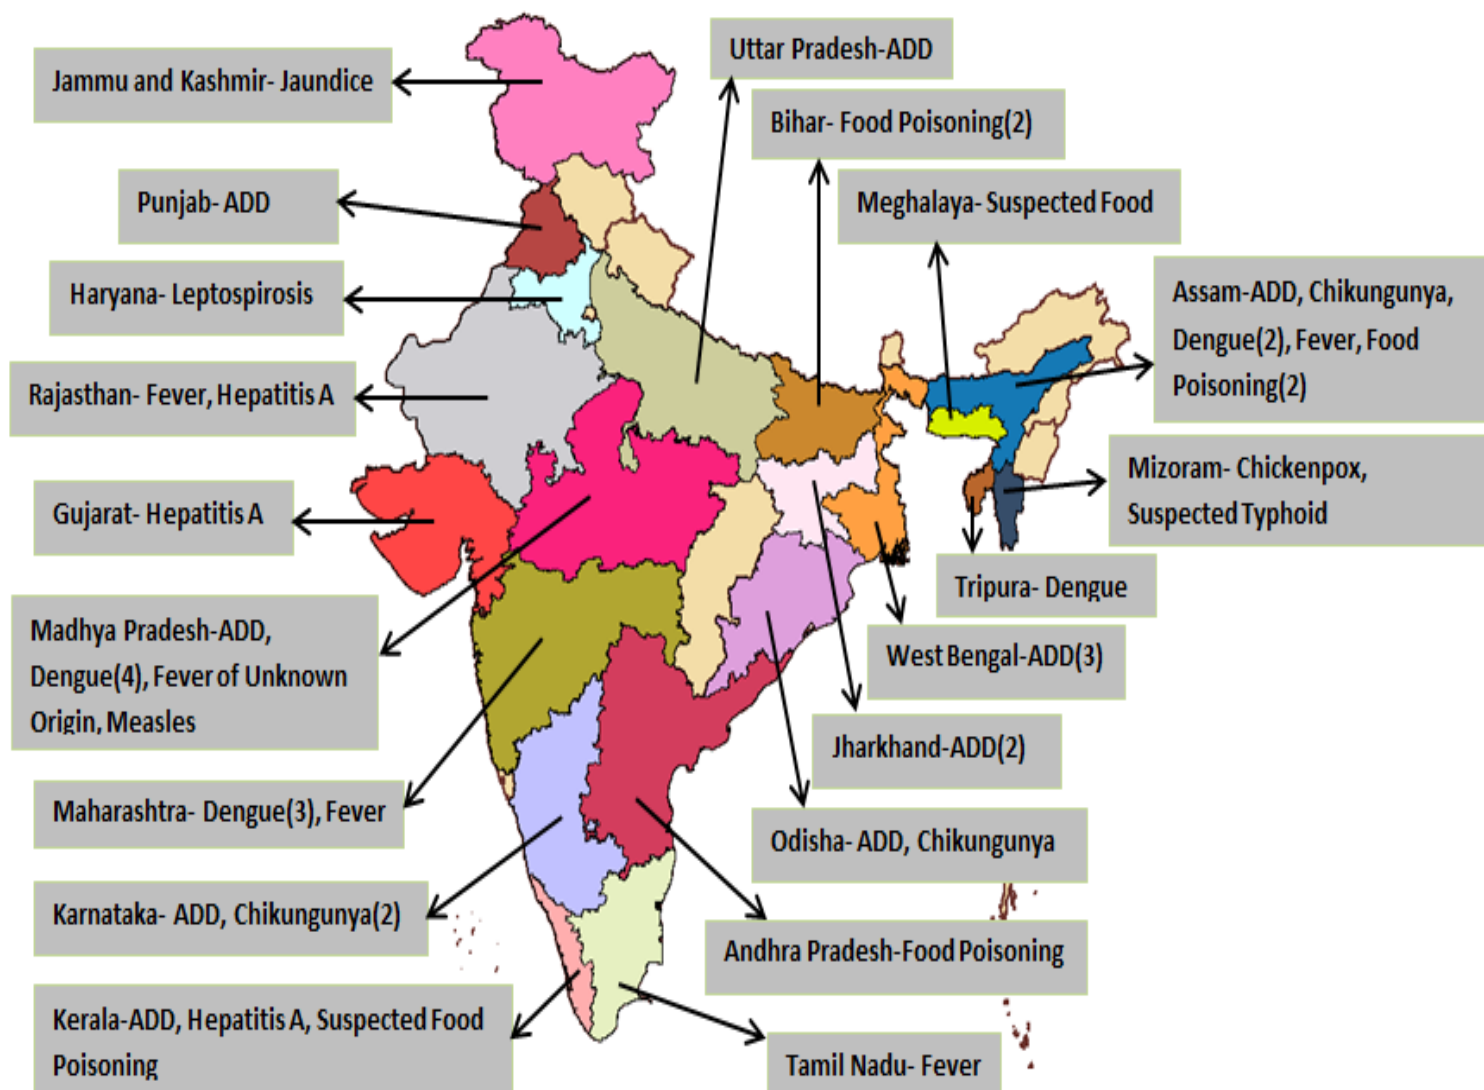 Uttar Pradesh-ADD
Jammu and Kashmir- Jaundice
Bihar- Food Poisoning(2)
Punjab- ADD
Meghalaya- Suspected Food
Haryana- Leptospirosis
Assam-ADD, Chikungunya,
Dengue(2), Fever, Food
Poisoning(2)
Rajasthan- Fever, Hepatitis A
Mizoram- Chickenpox,
Suspected Typhoid
Gujarat- Hepatitis A
Tripura- Dengue
Madhya Pradesh-ADD,
Dengue(4), Fever of Unknown
Origin, Measles
West Bengal-ADD(3)
Jharkhand-ADD(2)
Maharashtra- Dengue(3), Fever
Odisha- ADD, Chikungunya
Karnataka- ADD, Chikungunya(2)
Andhra Pradesh-Food Poisoning
Kerala-ADD, Hepatitis A, Suspected Food
Poisoning
Tamil Nadu- Fever